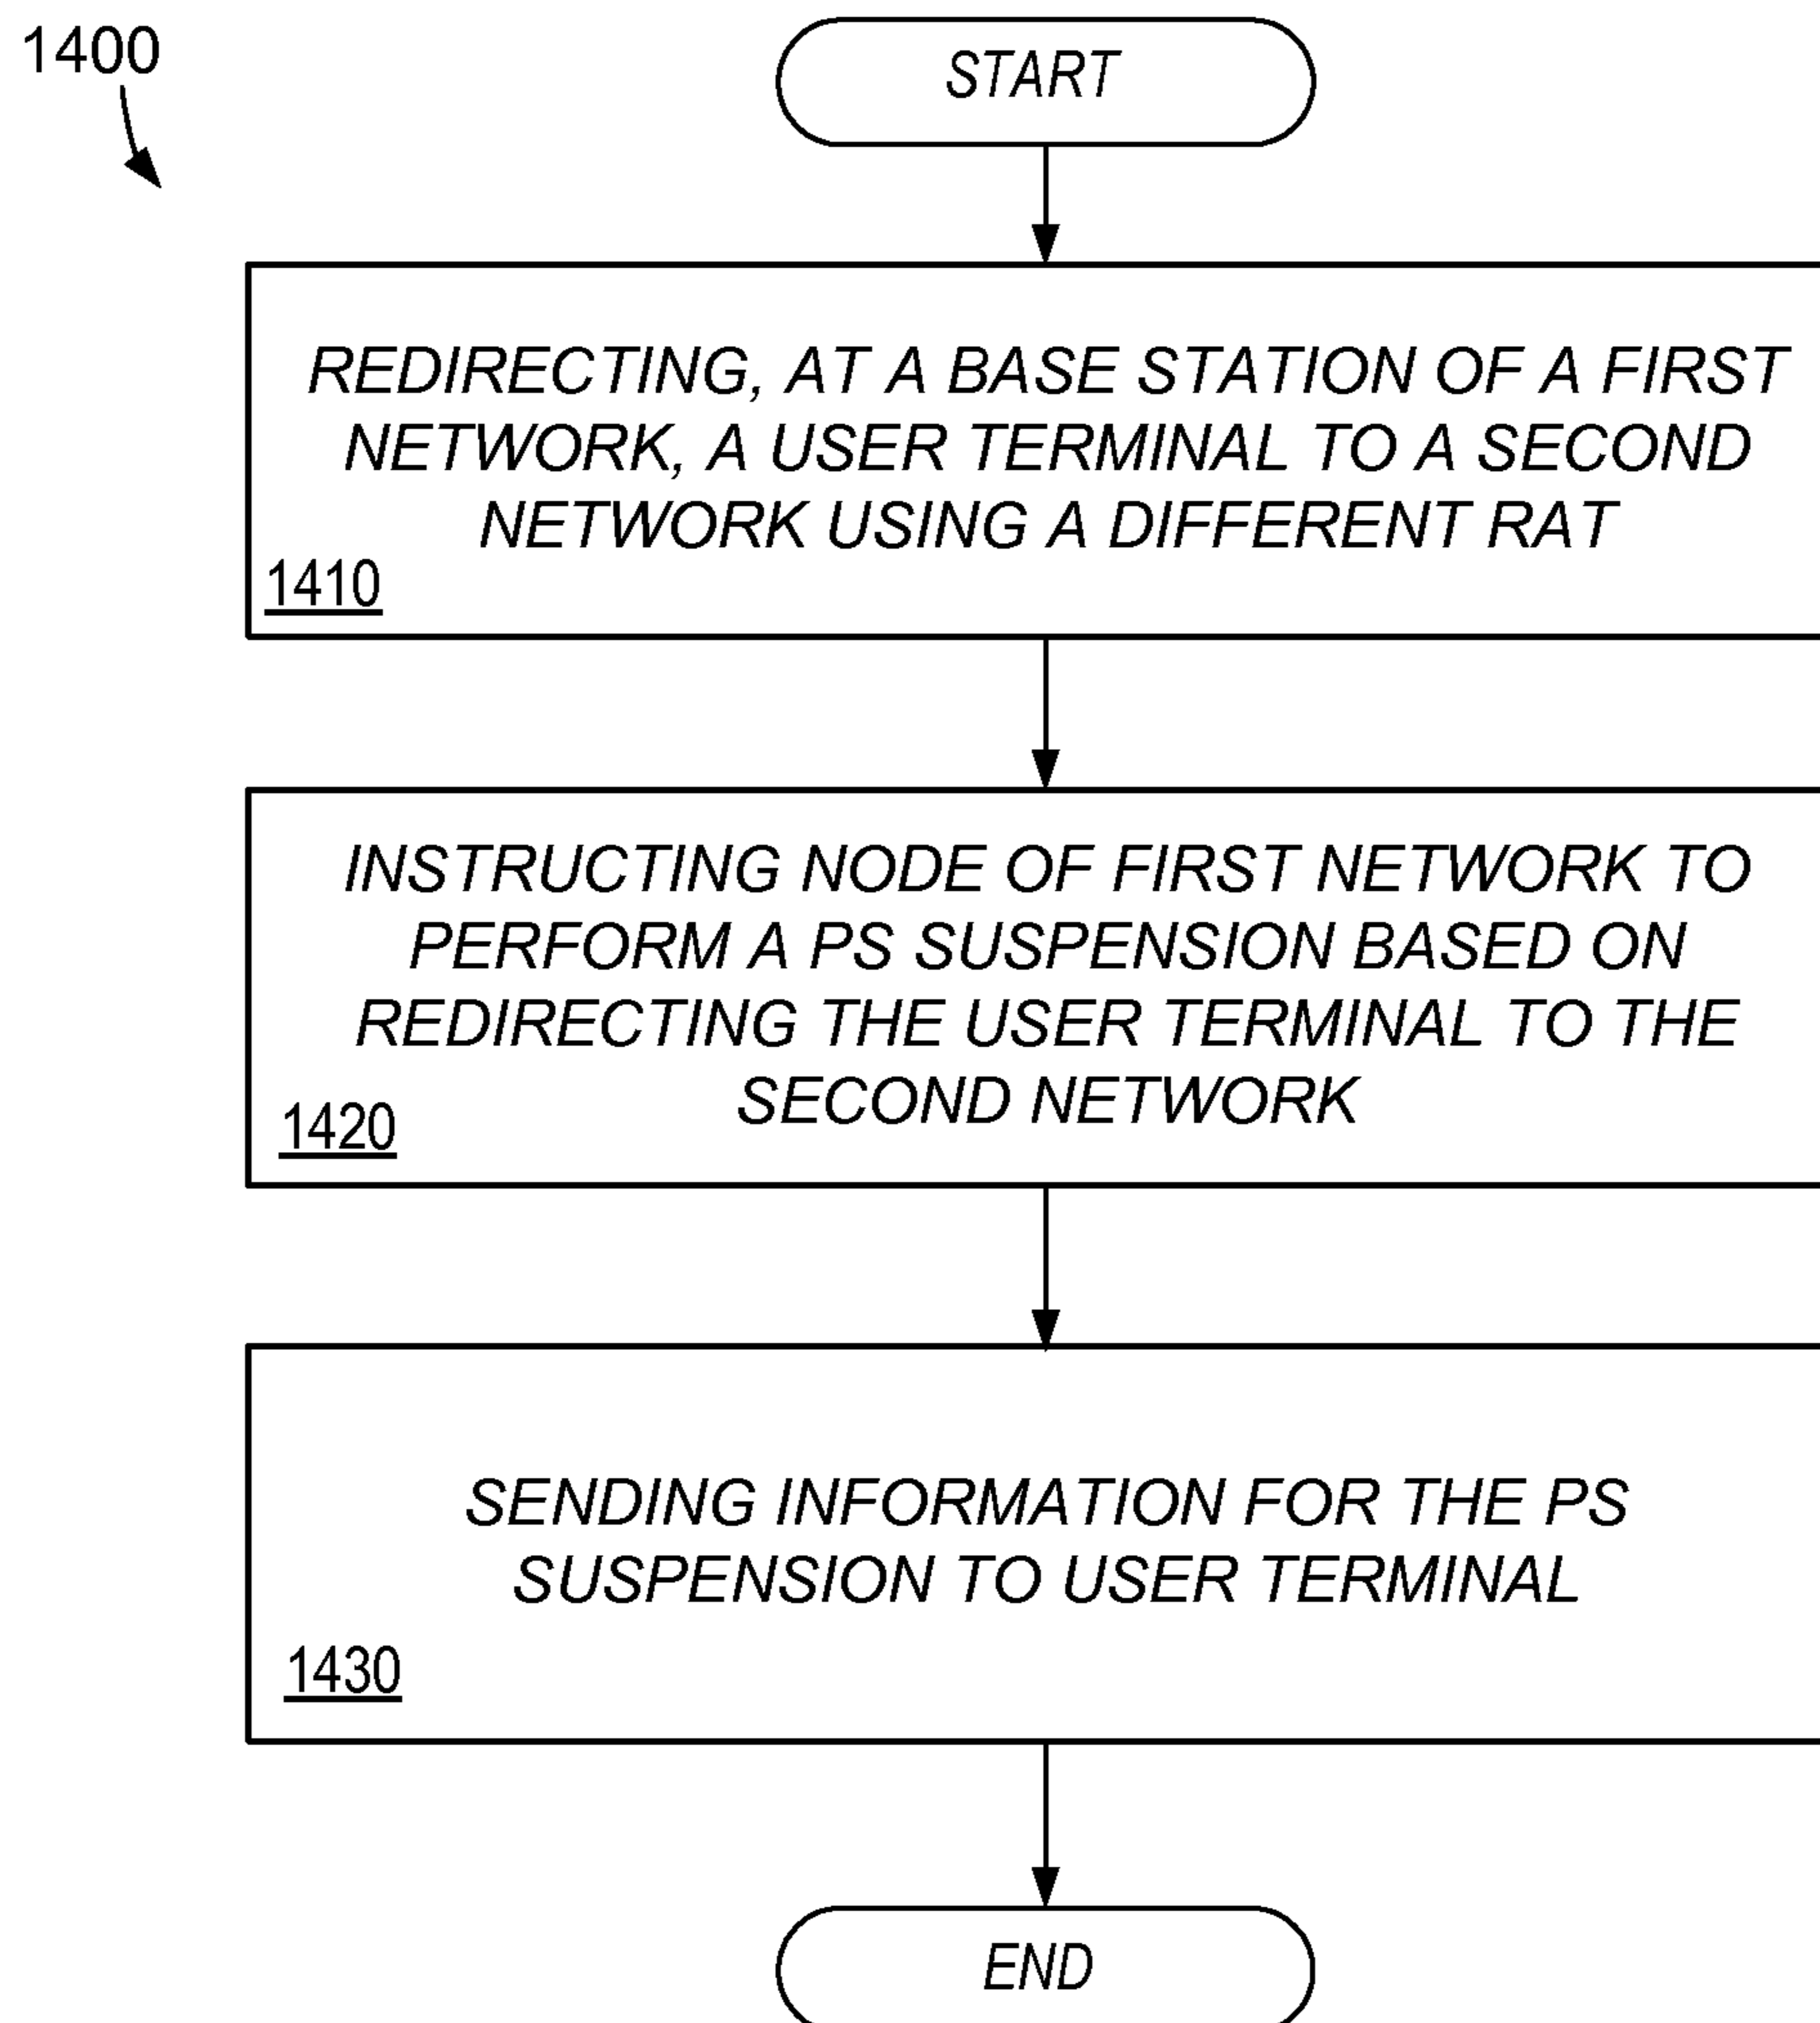 1400
START
REDIRECTING, AT A BASE STATION OF A FIRST
NETWORK, A USER TERMINAL TO A SECOND
NETWORK USING A DIFFERENT RAT
1410
INSTRUCTING NODE OF FIRST NETWORK TO
PERFORM A PS SUSPENSION BASED ON
REDIRECTING THE USER TERMINAL TO THE
SECOND NETWORK
1420
SENDING INFORMATION FOR THE PS
SUSPENSION TO USER TERMINAL
1430
END